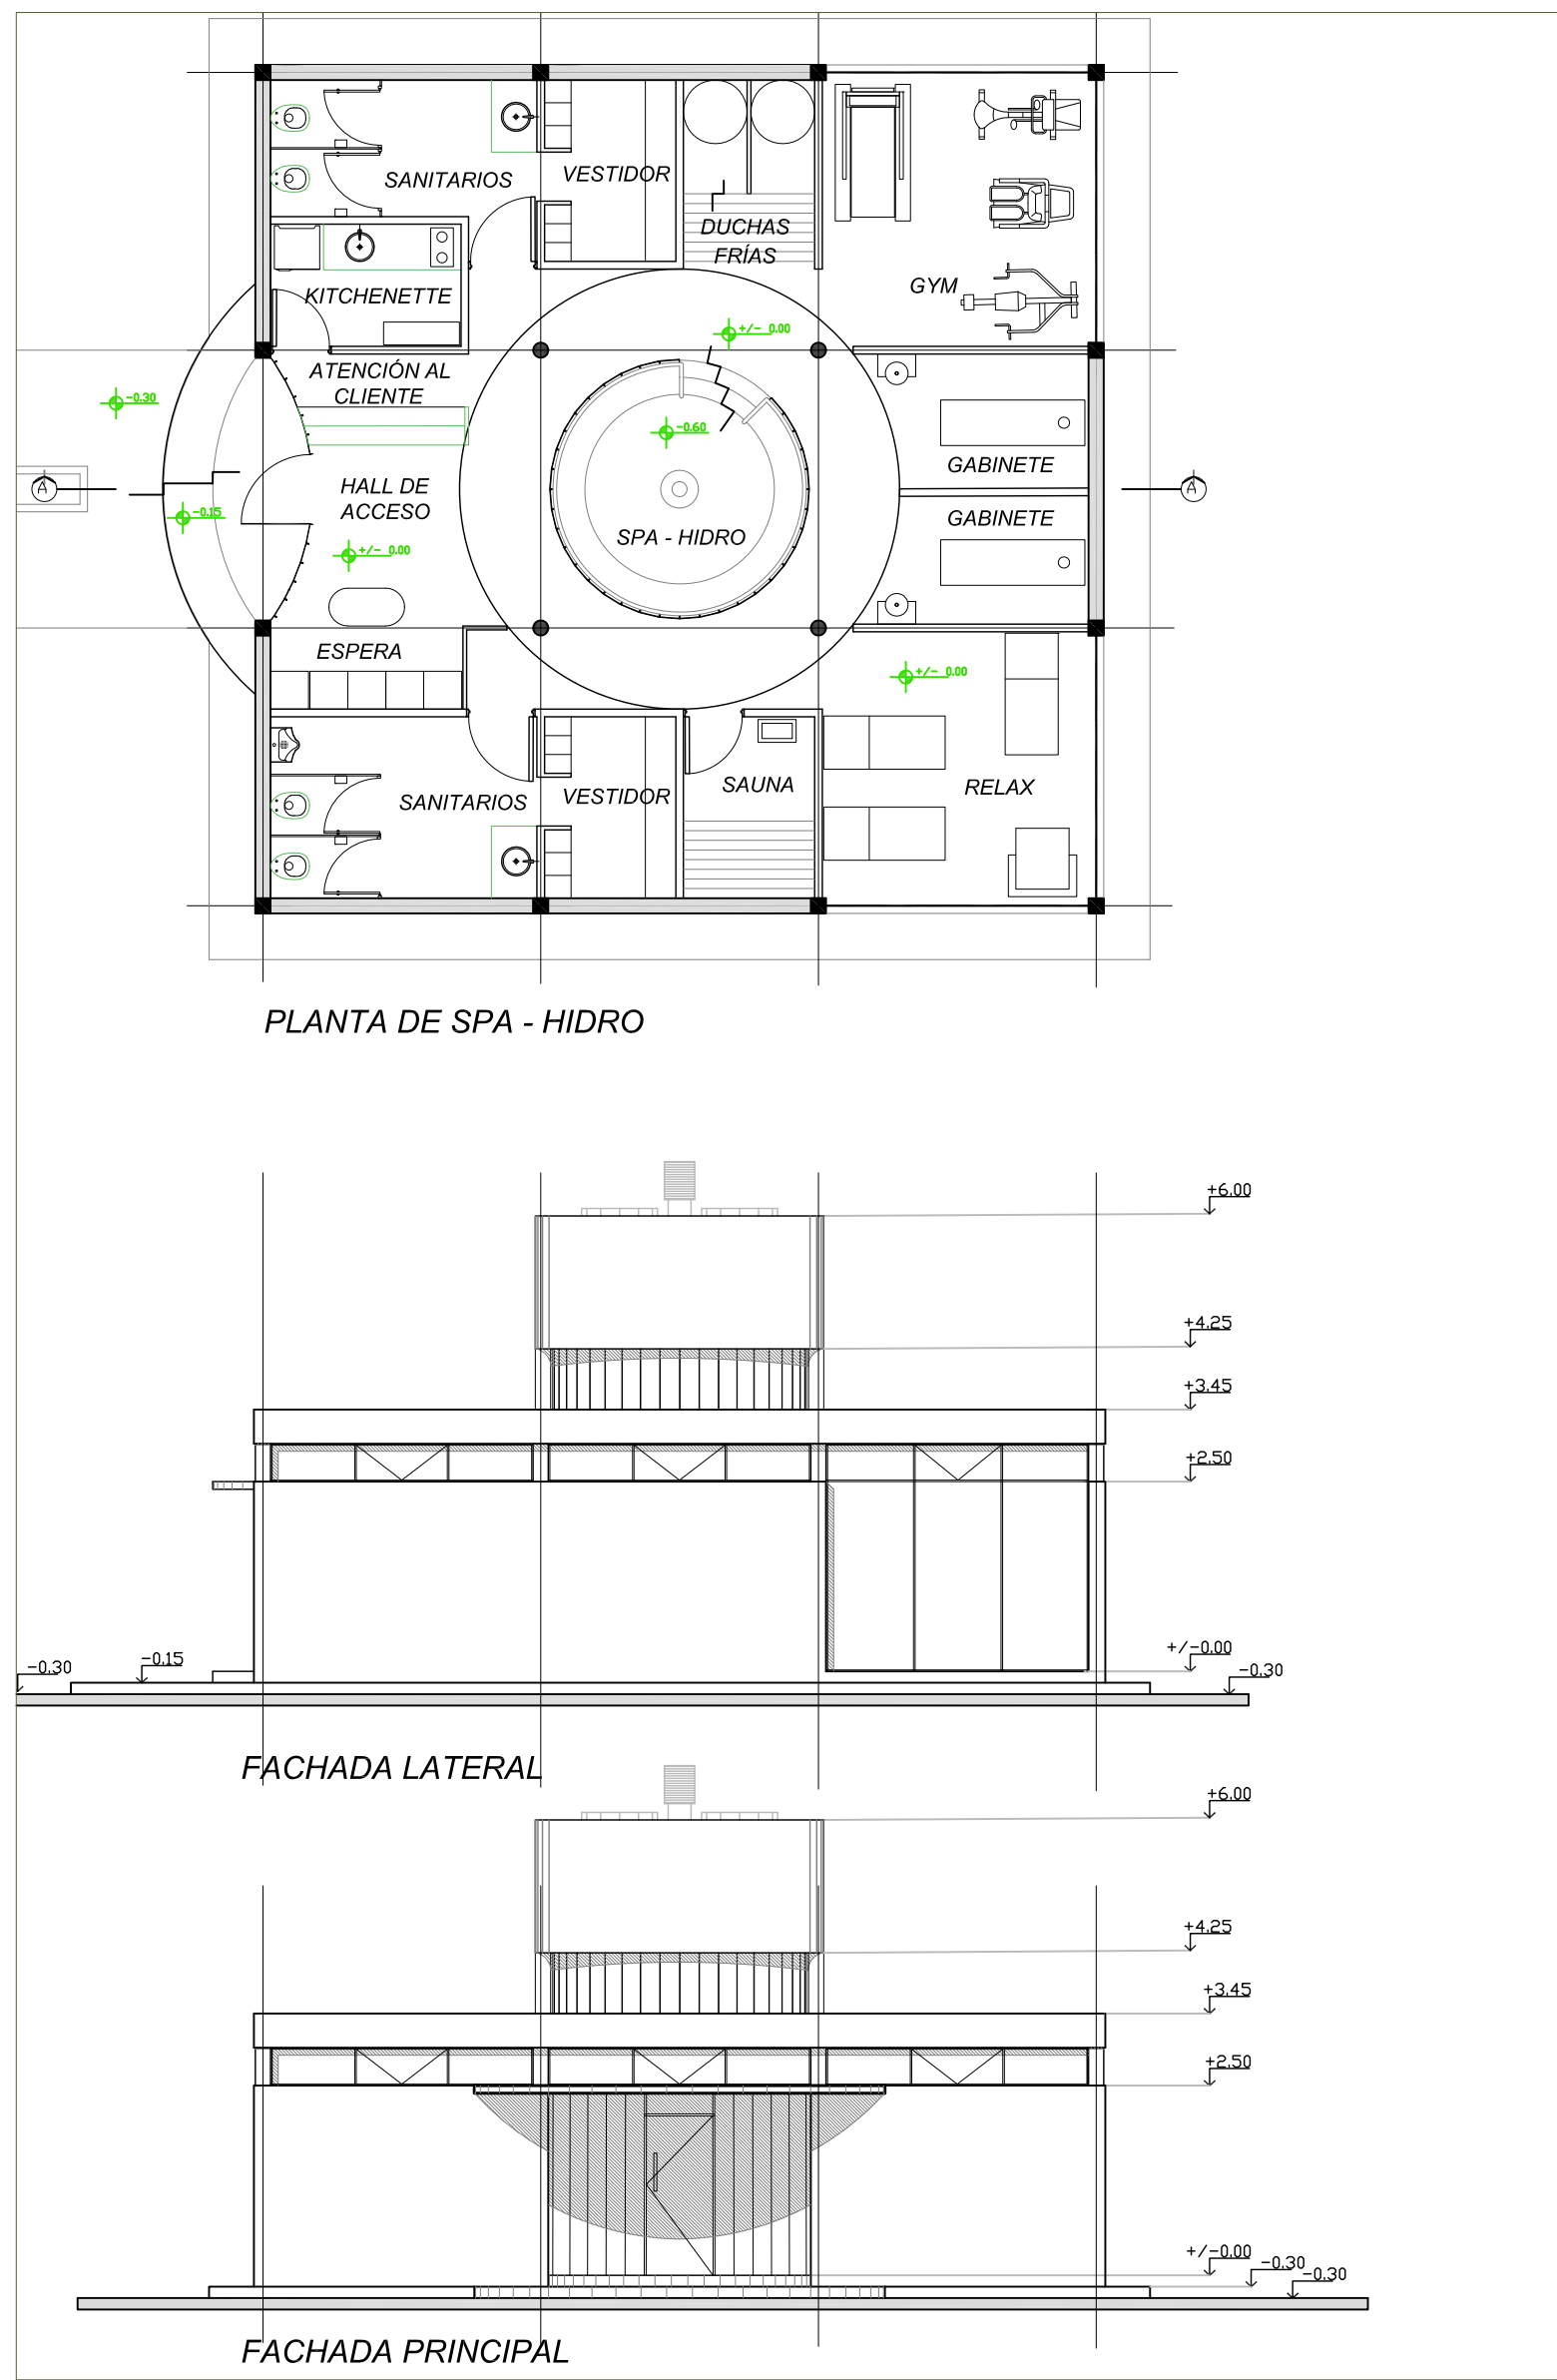 SANITARIOS
VESTIDOR
DUCHAS
FRÍAS
GYM
KITCHENETTE
+/- 0.00
ATENCIÓN AL
CLIENTE
-0.30
-0.60
GABINETE
HALL DE
ACCESO
A
A
-0.15
GABINETE
SPA - HIDRO
+/- 0.00
ESPERA
+/- 0.00
SANITARIOS
VESTIDOR
SAUNA
RELAX
PLANTA DE SPA - HIDRO
+6.00
+4.25
+3.45
+2.50
+/-0.00
-0.30
-0.15
-0.30
FACHADA LATERAL
+6.00
+4.25
+3.45
+2.50
+/-0.00
-0.30
-0.30
FACHADA PRINCIPAL